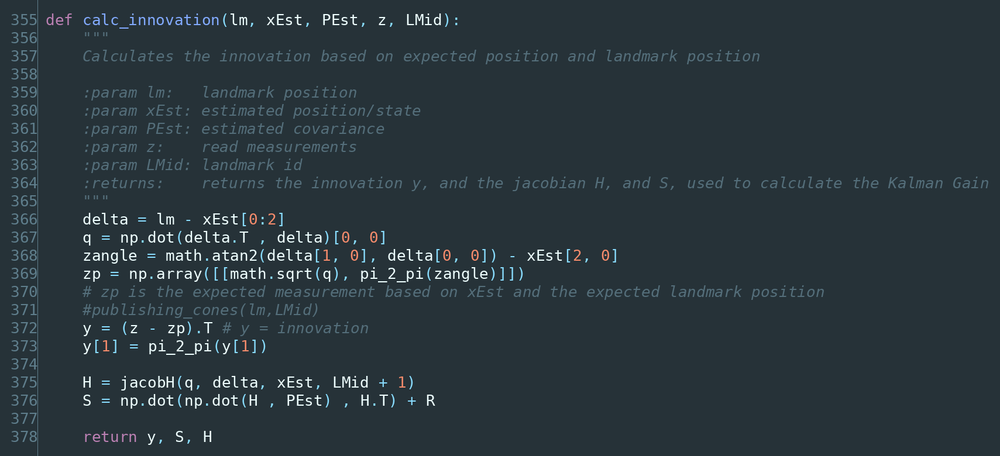 355 def calc_innovation(lm, xEst, PEst, z, LMid):
356     """
357     Calculates the innovation based on expected position and landmark position
358
359     :param lm:   landmark position
360     :param xEst: estimated position/state
361     :param PEst: estimated covariance
362     :param z:    read measurements
363     :param LMid: landmark id
364     :returns:    returns the innovation y, and the jacobian H, and S, used to calculate the Kalman Gain
365     """
366     delta = lm - xEst[0:2]
367     q = np.dot(delta.T , delta)[0, 0]
368     zangle = math.atan2(delta[1, 0], delta[0, 0]) - xEst[2, 0]
369     zp = np.array([[math.sqrt(q), pi_2_pi(zangle)]])
370     # zp is the expected measurement based on xEst and the expected landmark position
371     #publishing_cones(lm,LMid)
372     y = (z - zp).T # y = innovation
373     y[1] = pi_2_pi(y[1])
374
375     H = jacobH(q, delta, xEst, LMid + 1)
376     S = np.dot(np.dot(H , PEst) , H.T) + R
377
378     return y, S, H